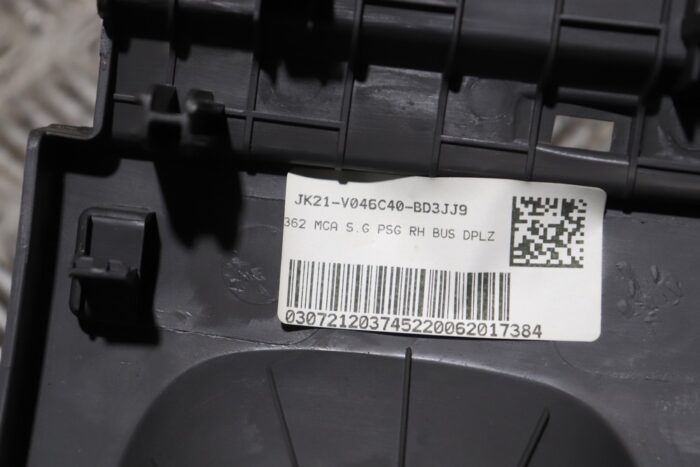 JK21-V046C40-BD3JJ9
362 MCA S.G PSG RH BUS DPLZ
030721203745220062017384